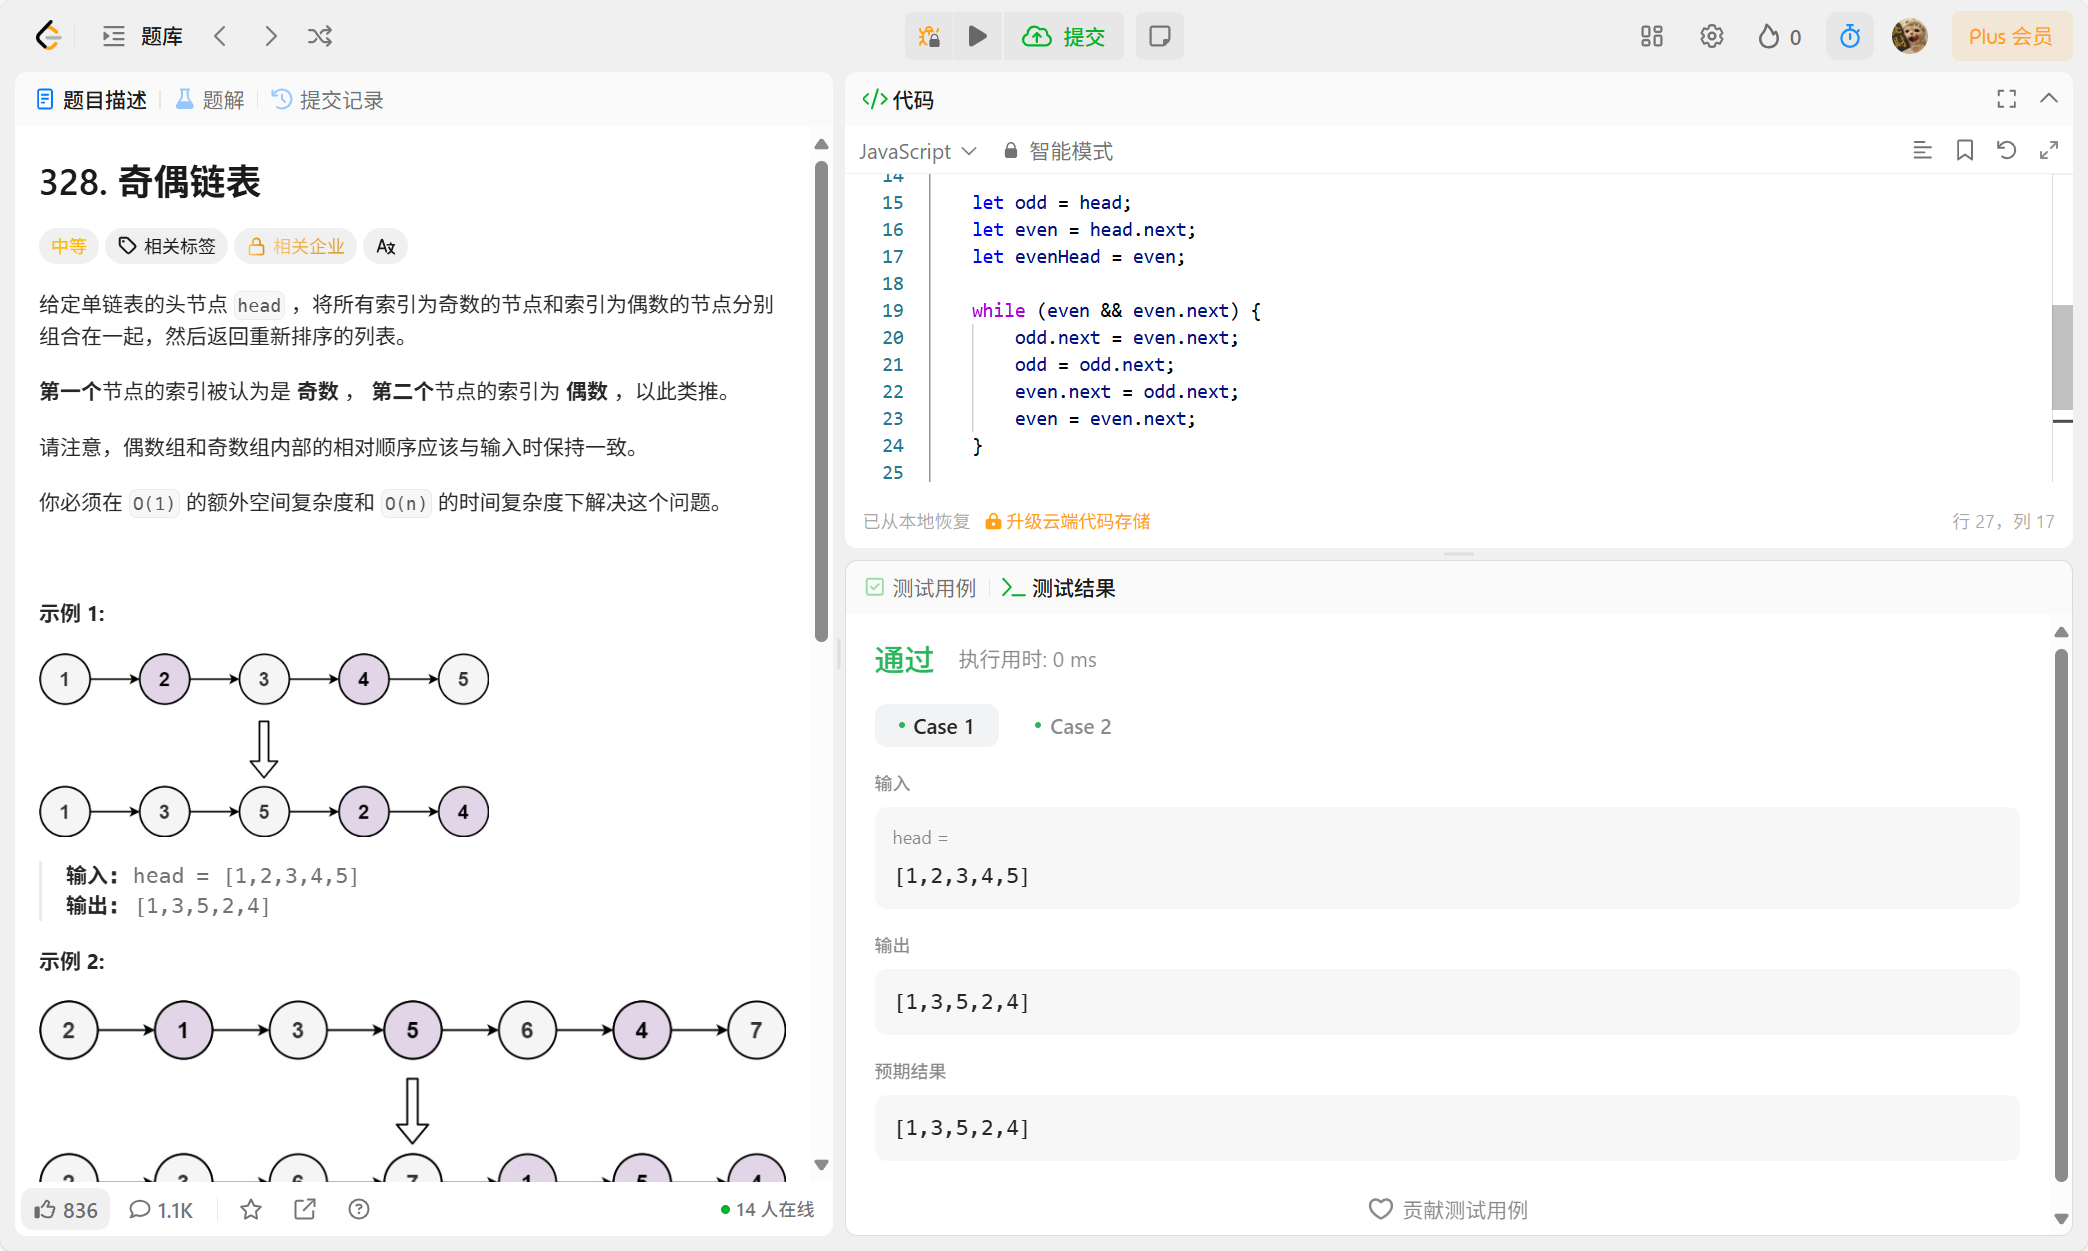 题库
提交
0
Plus 会员
题目描述
题解
提交记录
328. 奇偶链表
中等
相关标签
相关企业
给定单链表的头节点 head ，将所有索引为奇数的节点和索引为偶数的节点分别
组合在一起，然后返回重新排序的列表。
第一个节点的索引被认为是 奇数 ， 第二个节点的索引为 偶数 ，以此类推。
请注意，偶数组和奇数组内部的相对顺序应该与输入时保持一致。
你必须在 O(1) 的额外空间复杂度和 O(n) 的时间复杂度下解决这个问题。
示例 1:
1 2 3 4 5
1 3 5 2 4
输入: head = [1,2,3,4,5]
输出: [1,3,5,2,4]
示例 2:
2 1 3 5 6 4 7
2 3 6 7 1 5 4
836
1.1K
14 人在线
代码
JavaScript
智能模式
14
15 let odd = head;
16 let even = head.next;
17 let evenHead = even;
18
19 while (even && even.next) {
20 odd.next = even.next;
21 odd = odd.next;
22 even.next = odd.next;
23 even = even.next;
24 }
25
已从本地恢复
升级云端代码存储
行 27，列 17
测试用例
测试结果
通过
执行用时: 0 ms
Case 1
Case 2
输入
head =
[1,2,3,4,5]
输出
[1,3,5,2,4]
预期结果
[1,3,5,2,4]
贡献测试用例